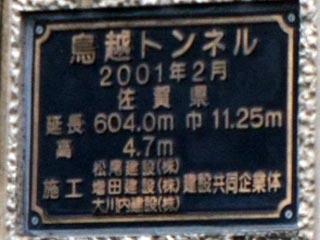 鳥越トンネル
2001年2月
佐賀県
延長 604.0m 巾 11.25m
高 4.7m
松尾建設(株)
施工 増田建設(株) 建設共同企業体
大川内建設(株)